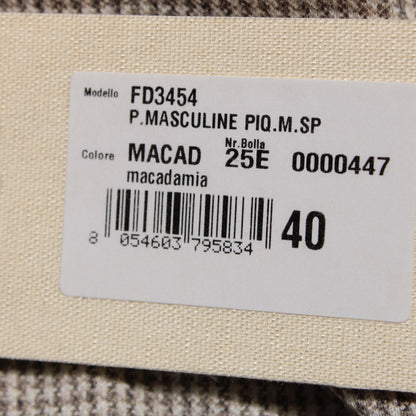 Modello FD3454
P.MASCULINE PIQ.M.SP
Nr.Bolla
Colore MACAD 25E 0000447
macadamia
8 054603 795834 40